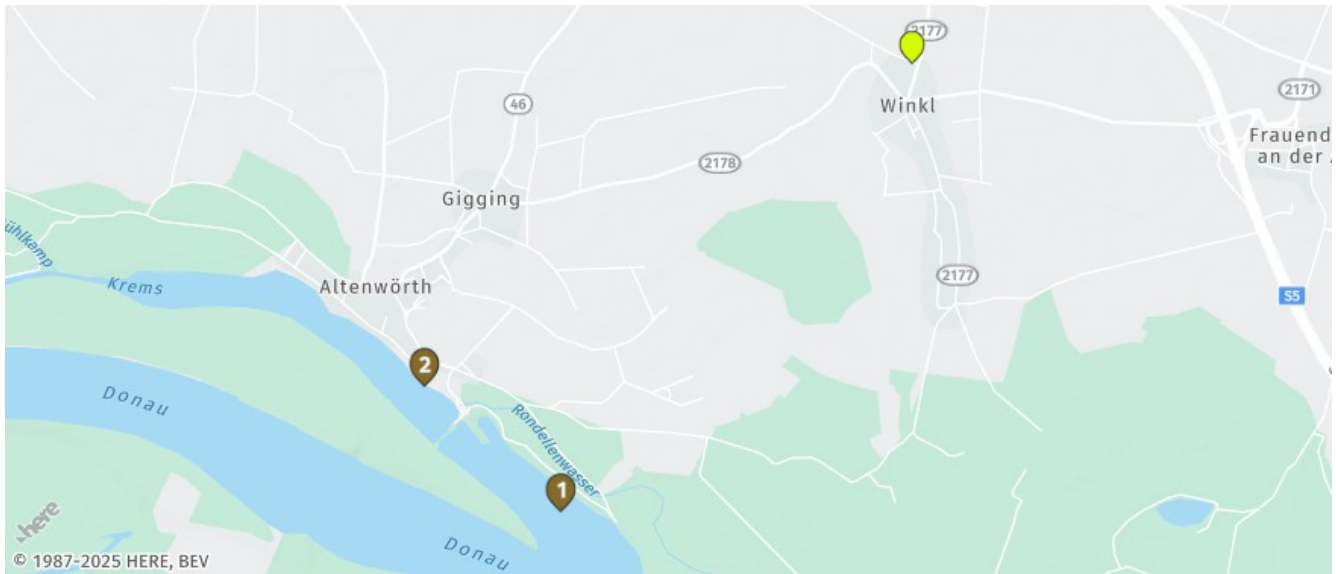 2177
Winkl
2171
46
Frauend
an der
2178
Gigging
ühlkamp
Krems
Altenwörth
2177
S5
2
Donau
Rondellenwasser
1
here
Donau
© 1987-2025 HERE, BEV